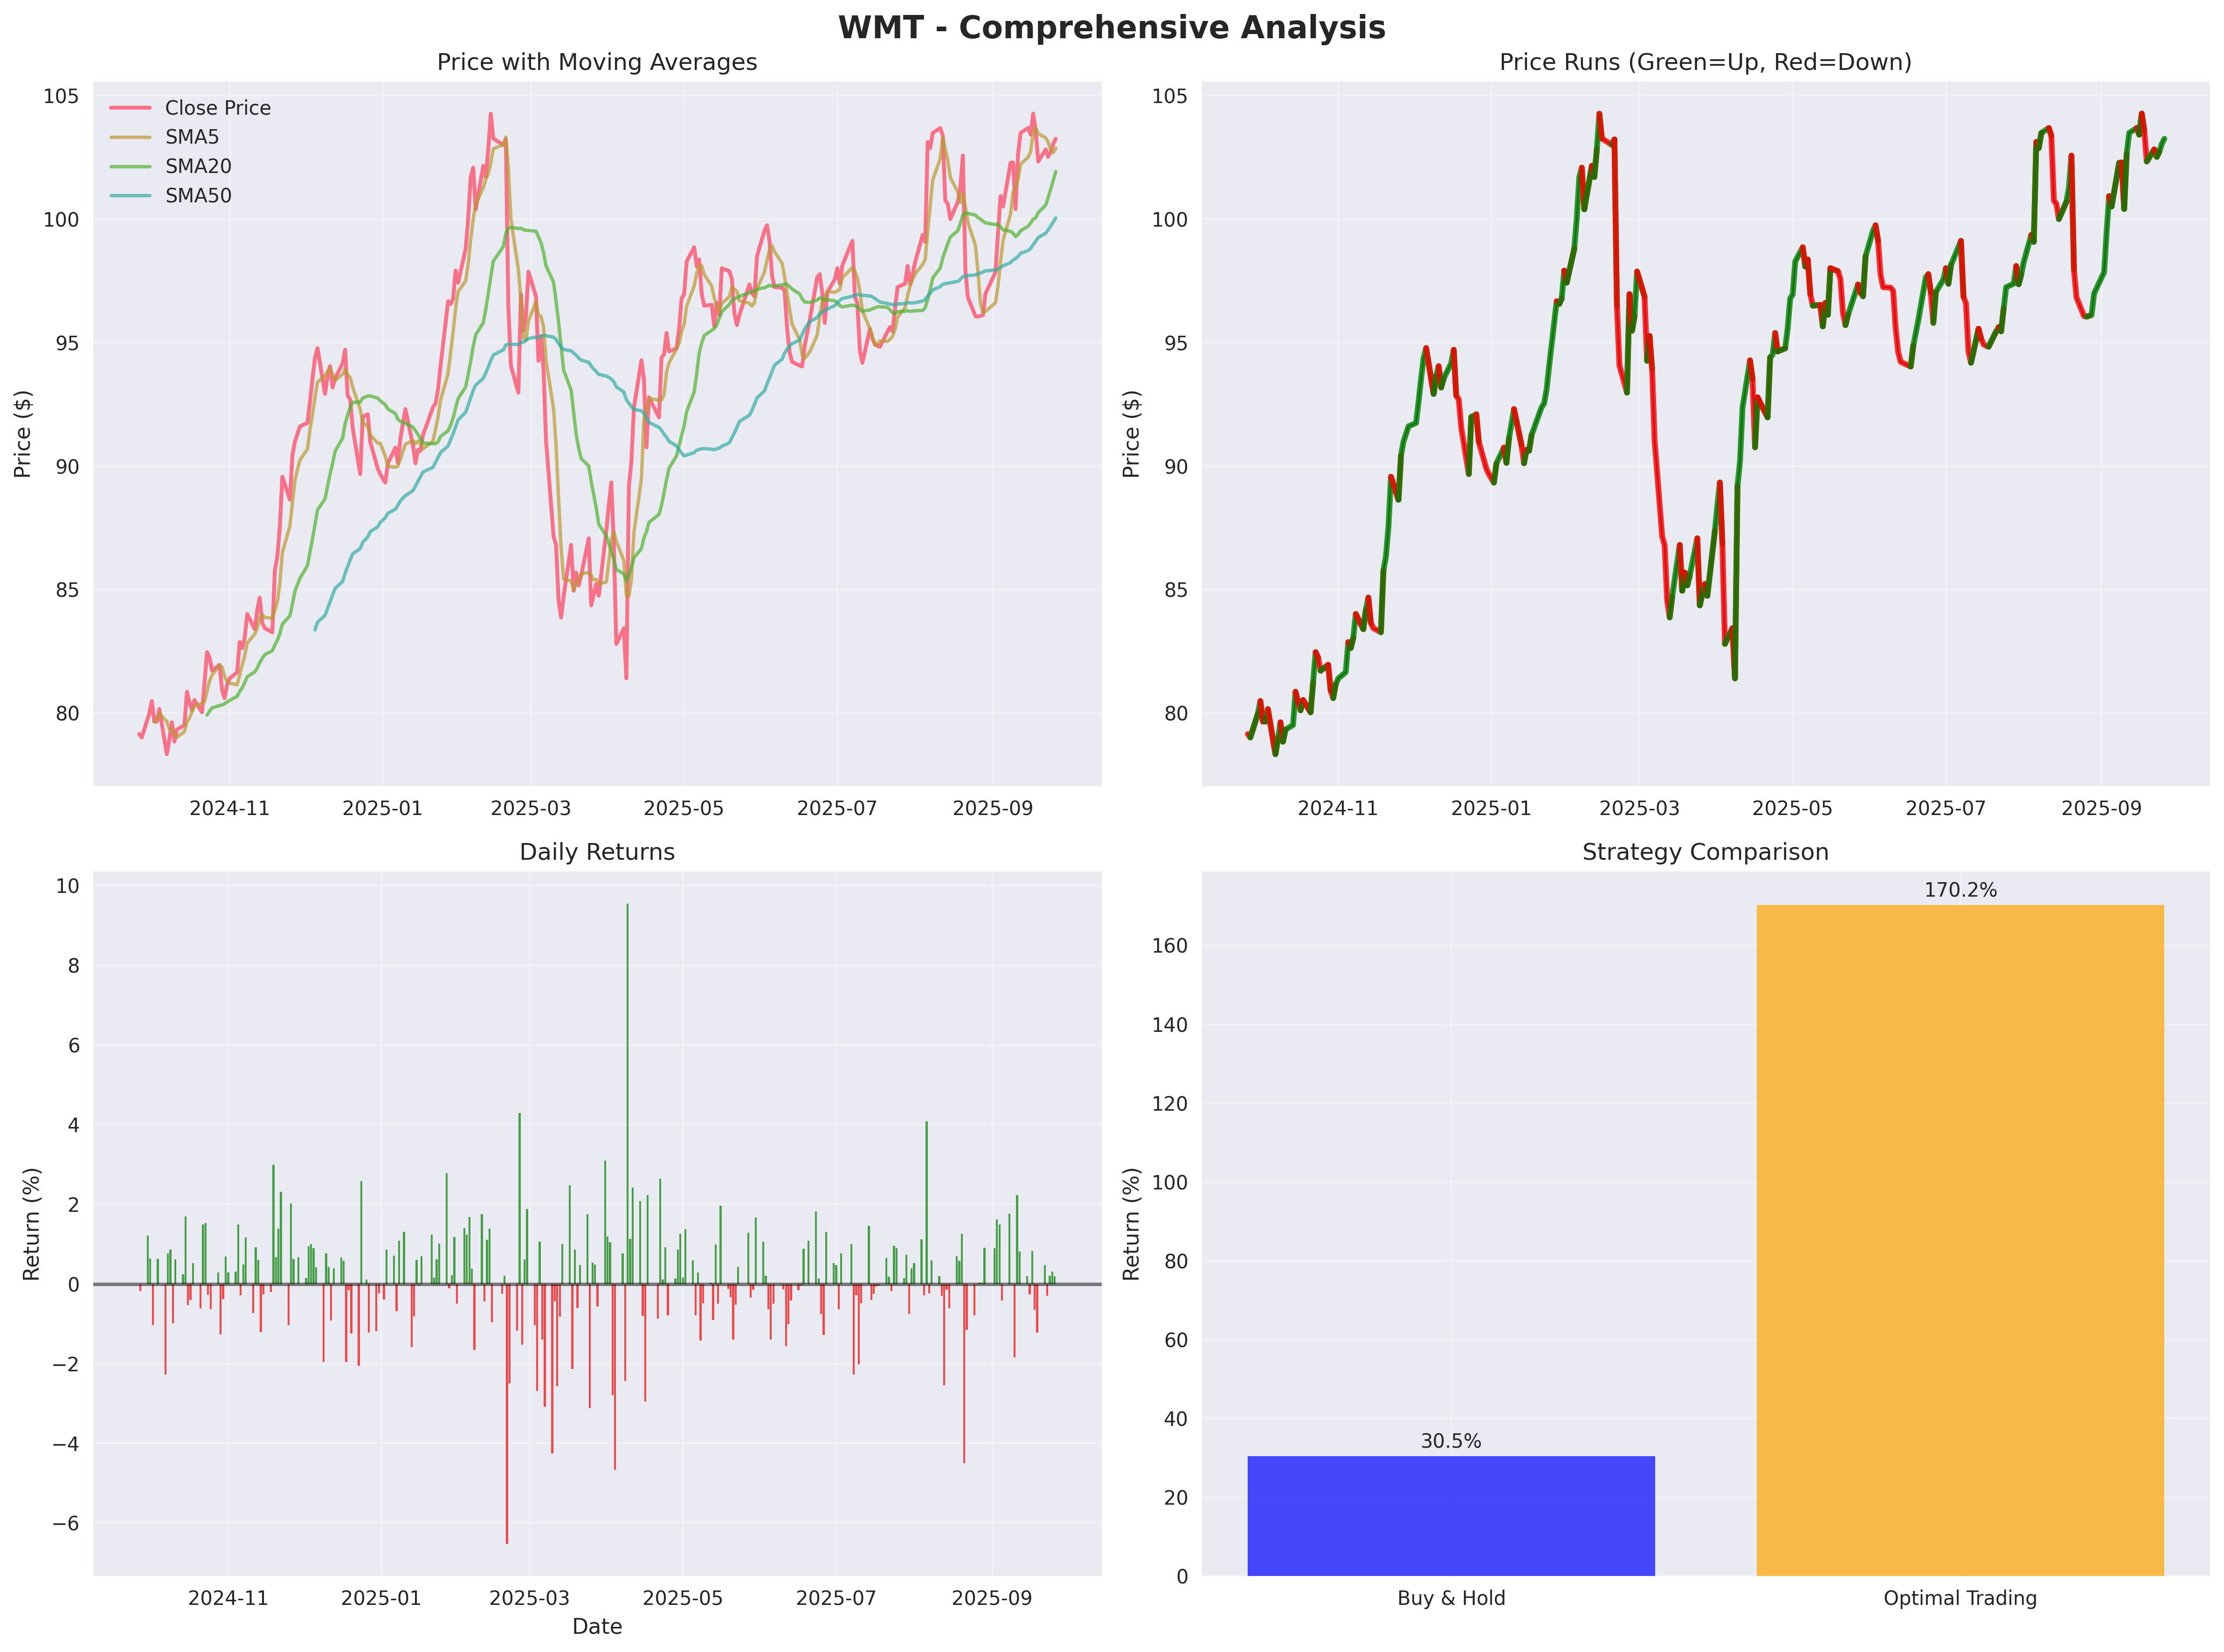 WMT - Comprehensive Analysis
Price with Moving Averages
Price ($)
105
100
95
90
85
80
Close Price
SMA5
SMA20
SMA50
2024-11 2025-01 2025-03 2025-05 2025-07 2025-09
Price Runs (Green=Up, Red=Down)
Price ($)
105
100
95
90
85
80
2024-11 2025-01 2025-03 2025-05 2025-07 2025-09
Daily Returns
Return (%)
10
8
6
4
2
0
−2
−4
−6
2024-11 2025-01 2025-03 2025-05 2025-07 2025-09
Date
Strategy Comparison
Return (%)
160
140
120
100
80
60
40
20
0
170.2%
30.5%
Buy & Hold Optimal Trading